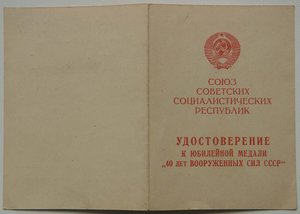 СОЮЗ
СОВЕТСКИХ
СОЦИАЛИСТИЧЕСКИХ
РЕСПУБЛИК
УДОСТОВЕРЕНИЕ
К ЮБИЛЕЙНОЙ МЕДАЛИ
„40 ЛЕТ ВООРУЖЕННЫХ СИЛ СССР"